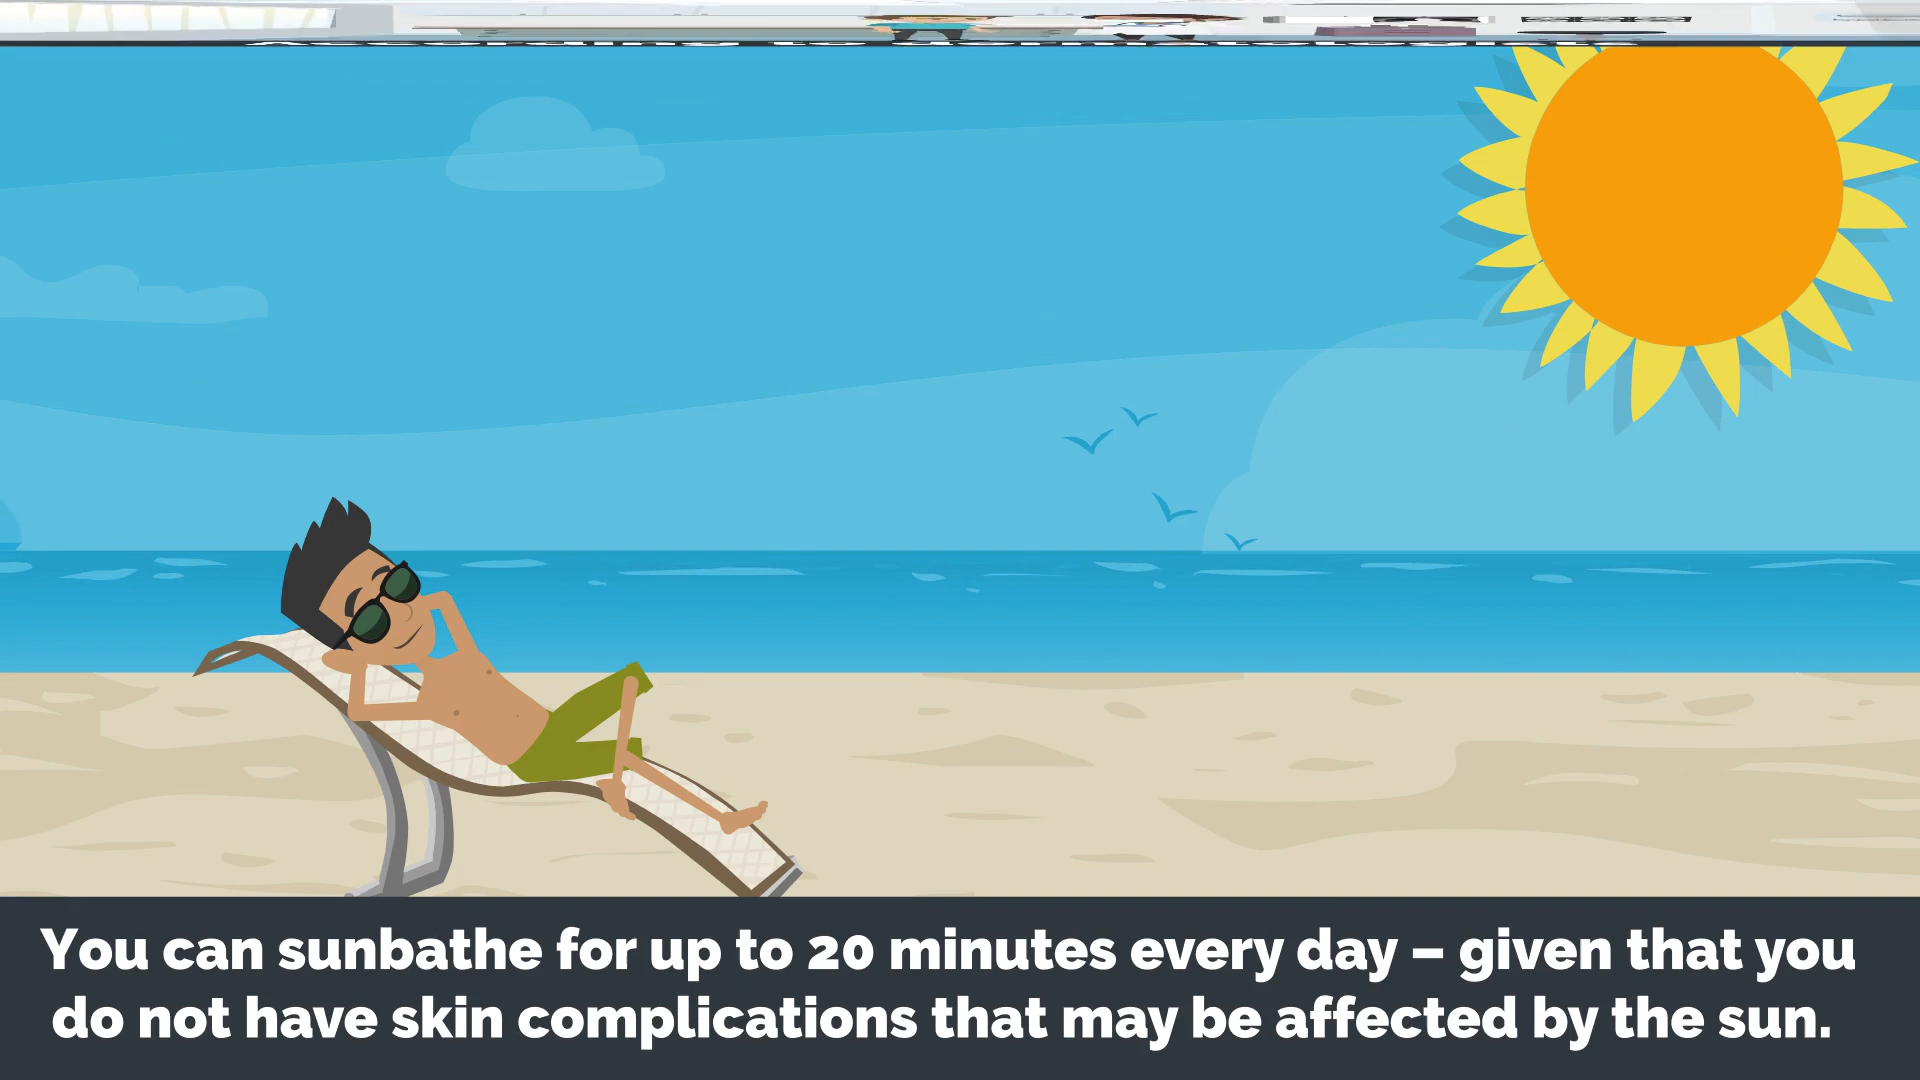 You can sunbathe for up to 20 minutes every day – given that you
do not have skin complications that may be affected by the sun.